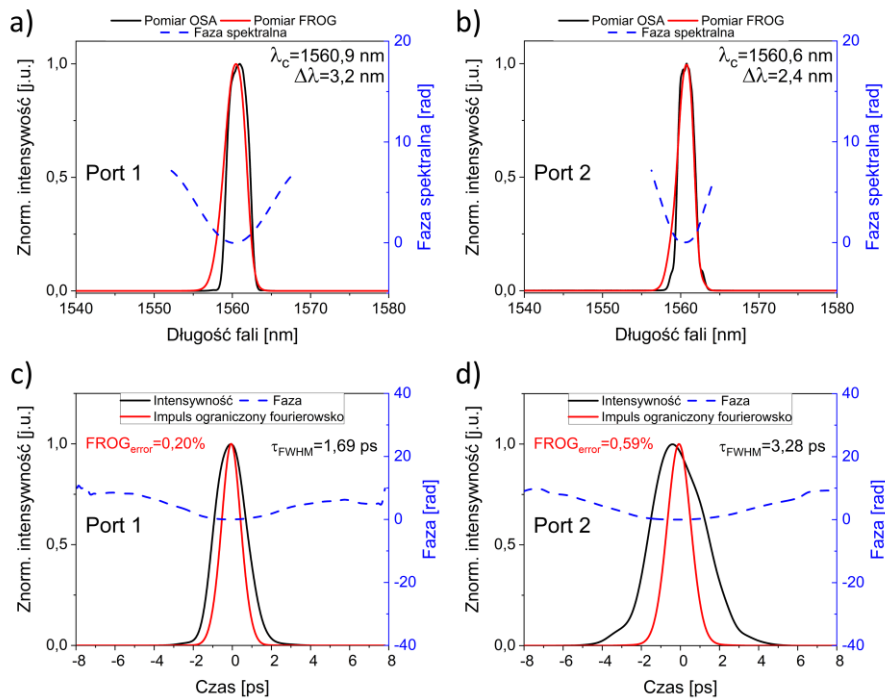 a)
Pomiar OSA Pomiar FROG
Faza spektralna
λc=1560,9 nm
Δλ=3,2 nm
Port 1
Znorm. intensywność [j.u.]
1,0
0,5
0,0
1540 1550 1560 1570 1580
Długość fali [nm]
20
10
0
Faza spektralna [rad]
b)
Pomiar OSA Pomiar FROG
Faza spektralna
λc=1560,6 nm
Δλ=2,4 nm
Port 2
Znorm. intensywność [j.u.]
1,0
0,5
0,0
1540 1550 1560 1570 1580
Długość fali [nm]
20
10
0
Faza spektralna [rad]
c)
Intensywność Faza
Impuls ograniczony fourierowsko
FROGerror=0,20%
τFWHM=1,69 ps
Port 1
Znorm. intensywność [j.u.]
1,0
0,5
0,0
-8 -6 -4 -2 0 2 4 6 8
Czas [ps]
40
20
0
-20
-40
Faza [rad]
d)
Intensywność Faza
Impuls ograniczony fourierowsko
FROGerror=0,59%
τFWHM=3,28 ps
Port 2
Znorm. intensywność [j.u.]
1,0
0,5
0,0
-8 -6 -4 -2 0 2 4 6 8
Czas [ps]
40
20
0
-20
-40
Faza [rad]